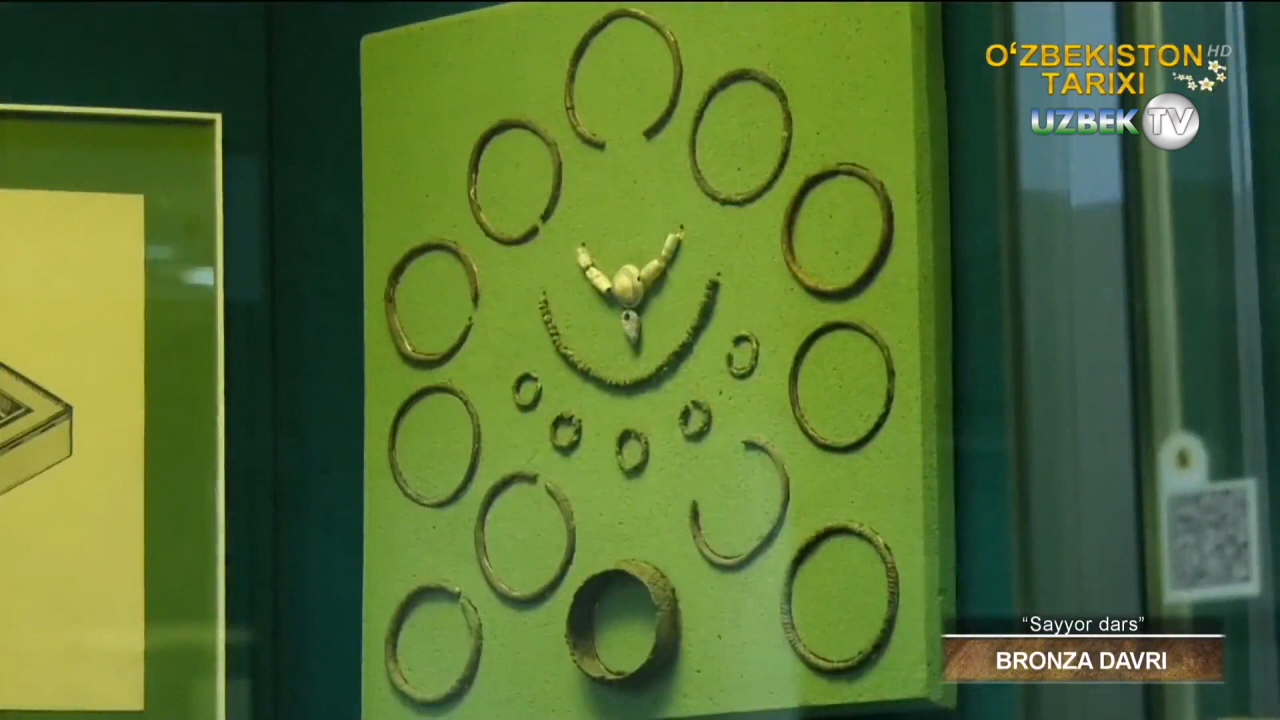 O‘ZBEKISTON HD
TARIXI
UZBEK TV
“Sayyor dars”
BRONZA DAVRI